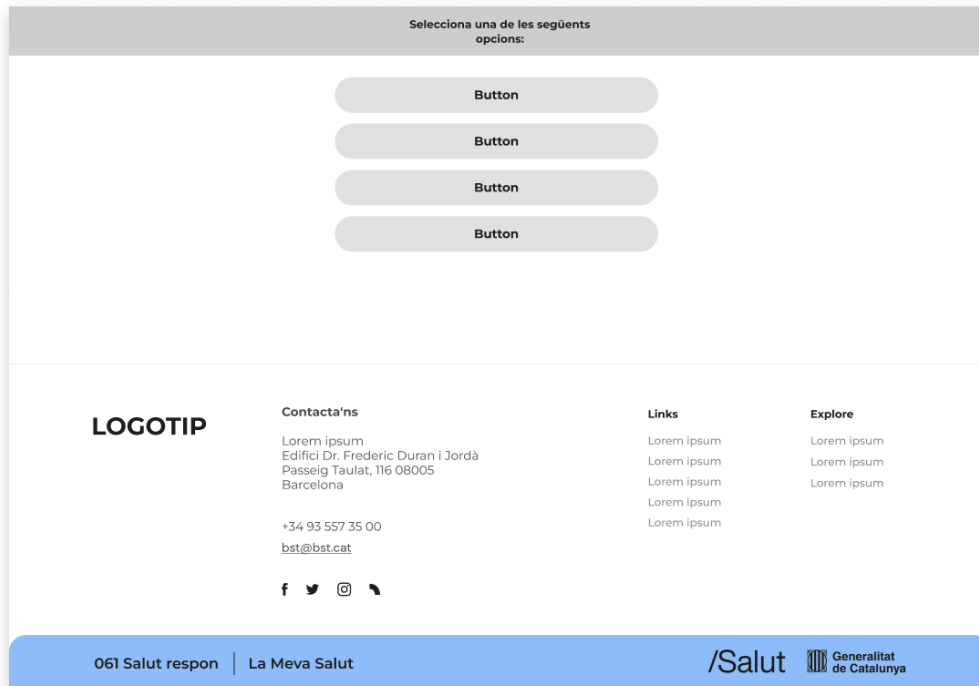 Selecciona una de les següents
opcions:
Button
Button
Button
Button
LOGOTIP
Contacta'ns
Lorem ipsum
Edifici Dr. Frederic Duran i Jordà
Passeig Taulat, 116 08005
Barcelona
+34 93 557 35 00
bst@bst.cat
Links
Lorem ipsum
Lorem ipsum
Lorem ipsum
Lorem ipsum
Lorem ipsum
Explore
Lorem ipsum
Lorem ipsum
Lorem ipsum
061 Salut respon
La Meva Salut
/Salut
Generalitat
de Catalunya